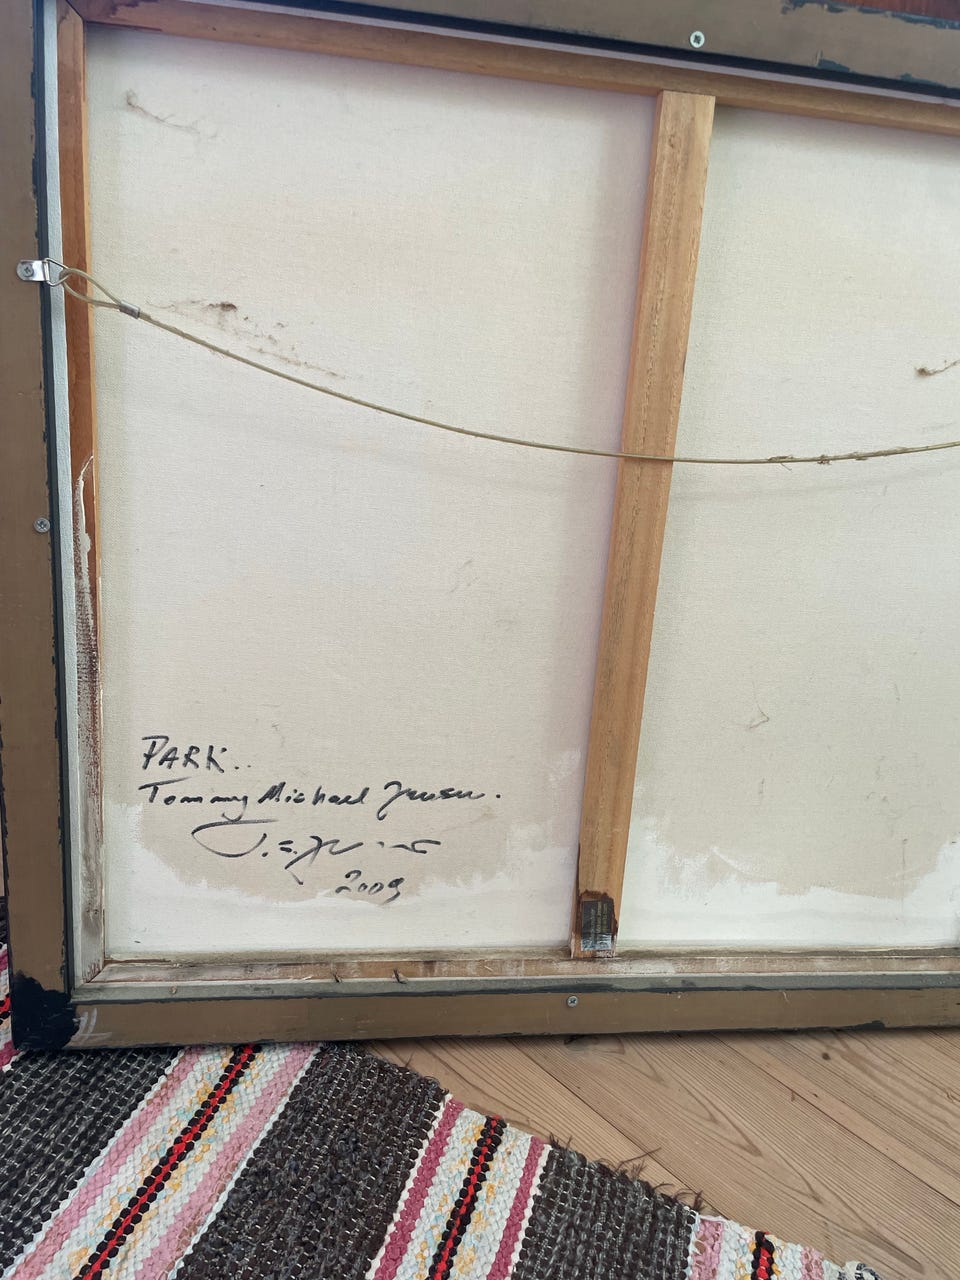 PARK..
Tommy Michael Jensen.
2009